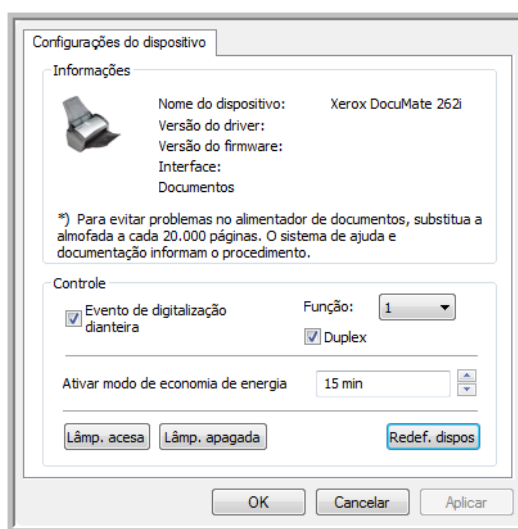 Configurações do dispositivo
Informações
Nome do dispositivo: Xerox DocuMate 262i
Versão do driver:
Versão do firmware:
Interface:
Documentos
*) Para evitar problemas no alimentador de documentos, substitua a
almofada a cada 20.000 páginas. O sistema de ajuda e
documentação informam o procedimento.
Controle
Evento de digitalização
dianteira
Função: 1
Duplex
Ativar modo de economia de energia 15 min
Lâmp. acesa Lâmp. apagada Redef. dispos
OK Cancelar Aplicar